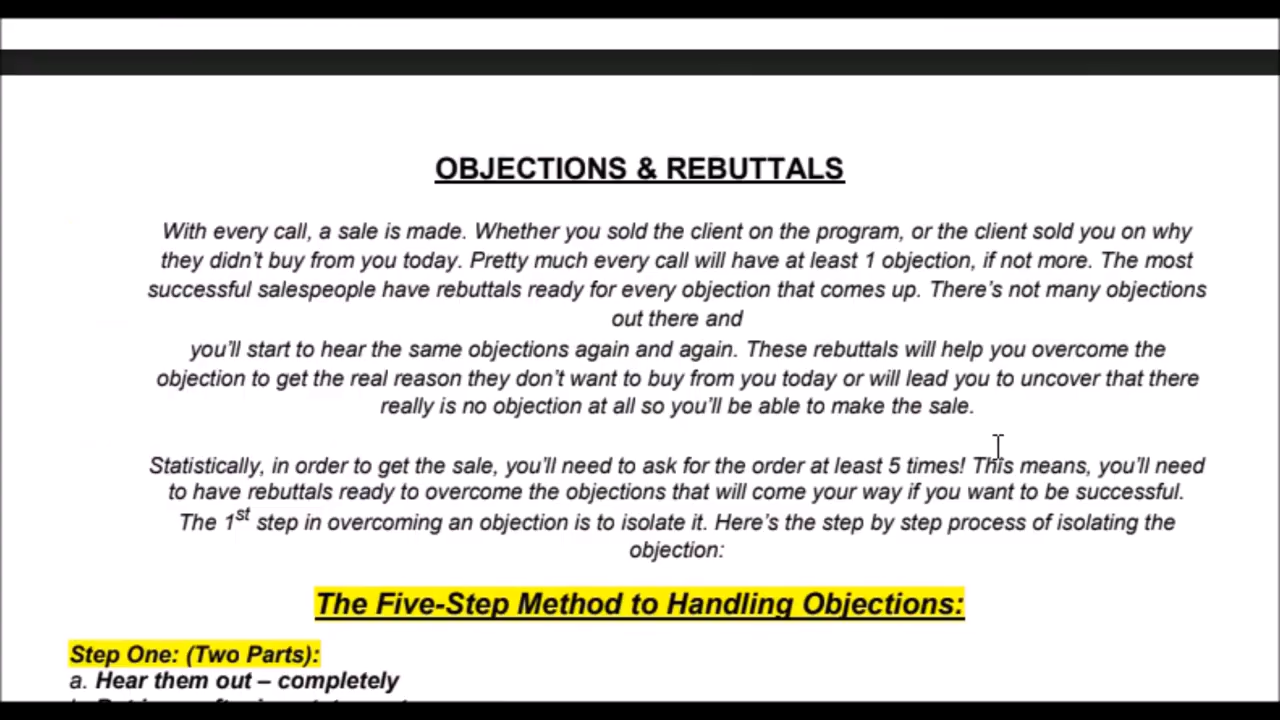 OBJECTIONS & REBUTTALS
With every call, a sale is made. Whether you sold the client on the program, or the client sold you on why
they didn't buy from you today. Pretty much every call will have at least 1 objection, if not more. The most
successful salespeople have rebuttals ready for every objection that comes up. There's not many objections
out there and
you'll start to hear the same objections again and again. These rebuttals will help you overcome the
objection to get the real reason they don't want to buy from you today or will lead you to uncover that there
really is no objection at all so you'll be able to make the sale.
Statistically, in order to get the sale, you'll need to ask for the order at least 5 times! This means, you'll need
to have rebuttals ready to overcome the objections that will come your way if you want to be successful.
The 1st step in overcoming an objection is to isolate it. Here's the step by step process of isolating the
objection:
The Five-Step Method to Handling Objections:
Step One: (Two Parts):
a. Hear them out – completely